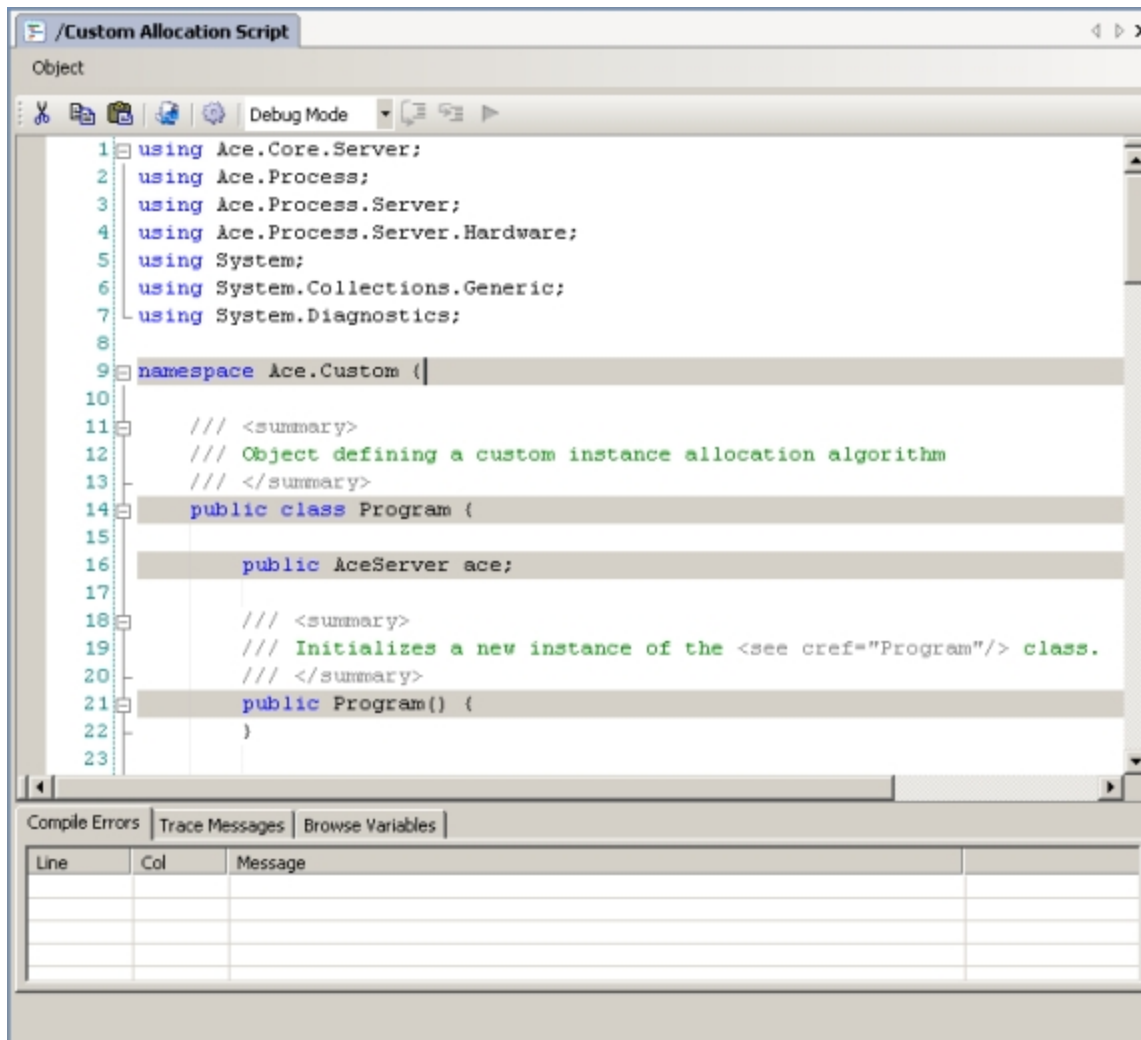 /Custom Allocation Script
Object
Debug Mode
1 using Ace.Core.Server;
2 using Ace.Process;
3 using Ace.Process.Server;
4 using Ace.Process.Server.Hardware;
5 using System;
6 using System.Collections.Generic;
7 using System.Diagnostics;
8
9 namespace Ace.Custom {
10
11 /// <summary>
12 /// Object defining a custom instance allocation algorithm
13 /// </summary>
14 public class Program {
15
16 public AceServer ace;
17
18 /// <summary>
19 /// Initializes a new instance of the <see cref="Program"/> class.
20 /// </summary>
21 public Program() {
22 }
23
Compile Errors Trace Messages Browse Variables
Line Col Message